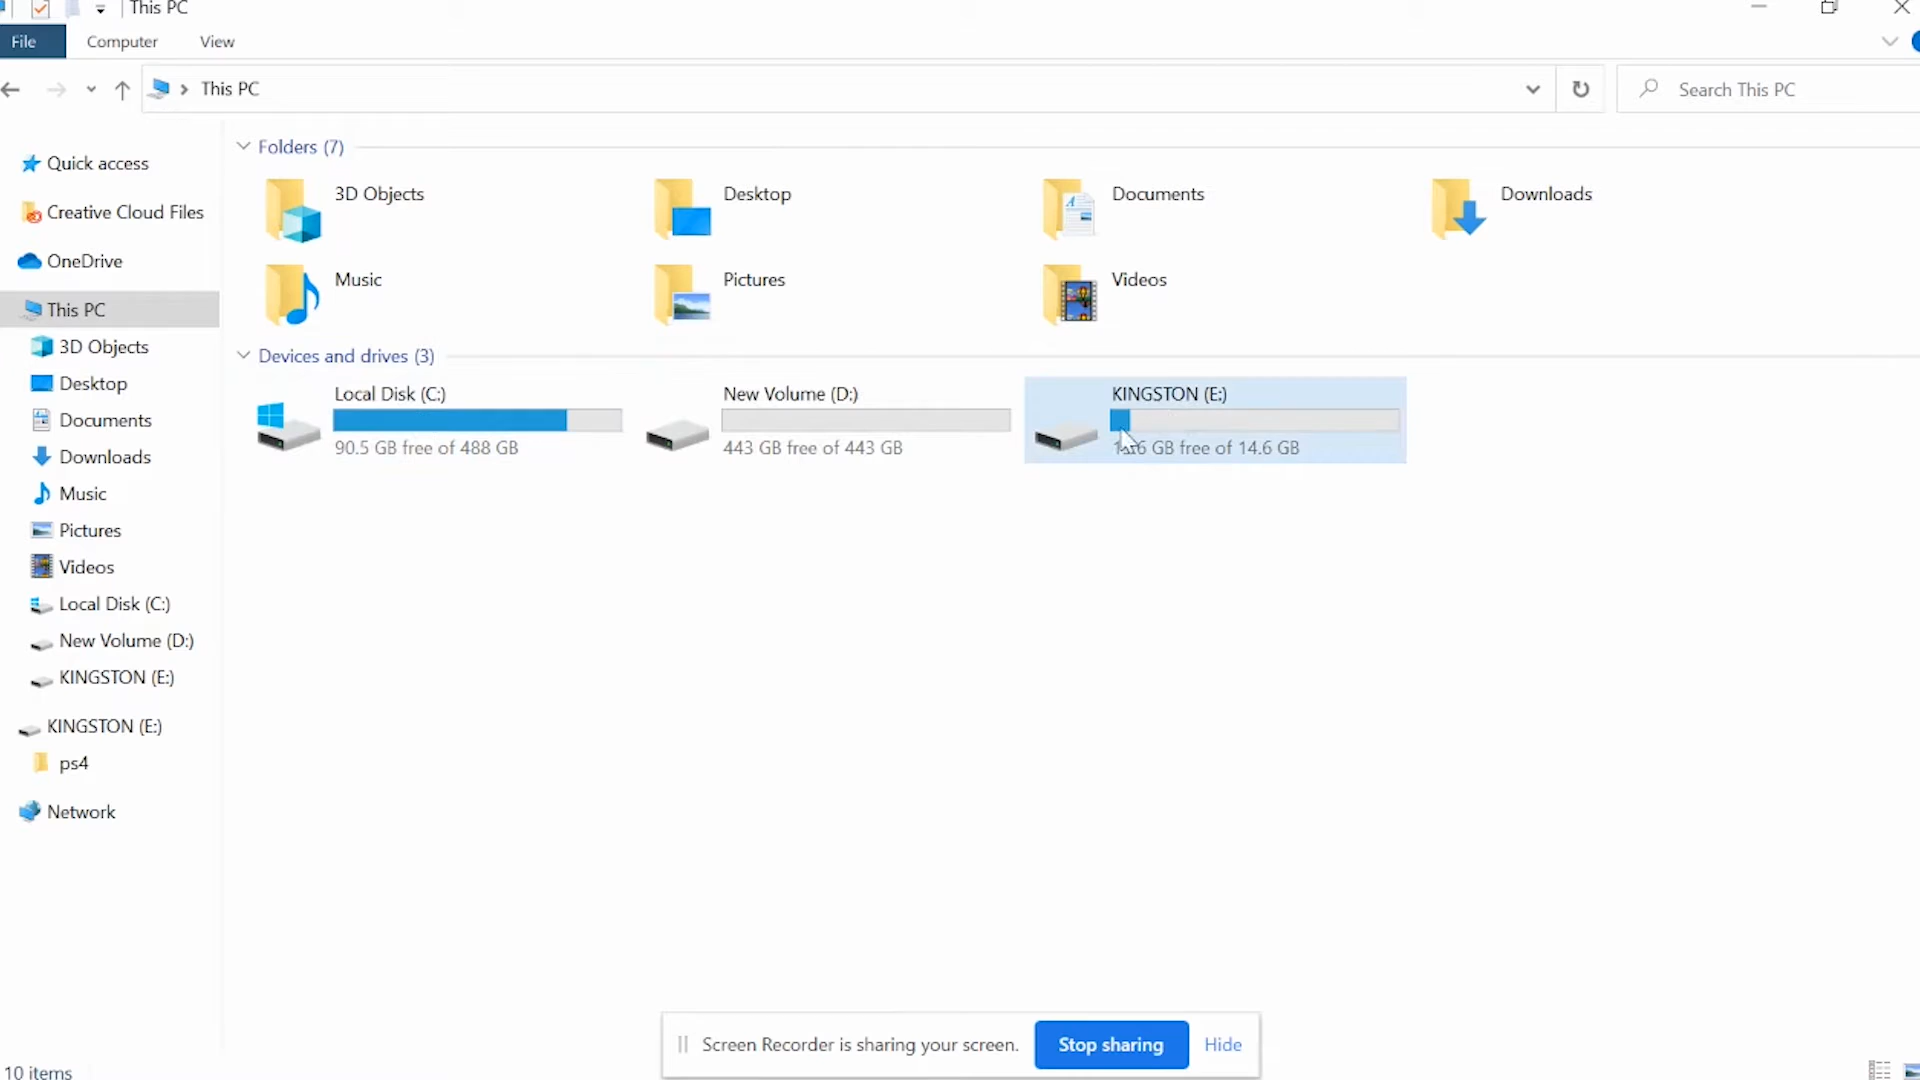 This PC
File
Computer
View
This PC
Search This PC
Quick access
Creative Cloud Files
OneDrive
This PC
3D Objects
Desktop
Documents
Downloads
Music
Pictures
Videos
Local Disk (C:)
New Volume (D:)
KINGSTON (E:)
KINGSTON (E:)
ps4
Network
Folders (7)
3D Objects
Desktop
Documents
Downloads
Music
Pictures
Videos
Devices and drives (3)
Local Disk (C:)
90.5 GB free of 488 GB
New Volume (D:)
443 GB free of 443 GB
KINGSTON (E:)
GB free of 14.6 GB
Screen Recorder is sharing your screen.
Stop sharing
Hide
10 items